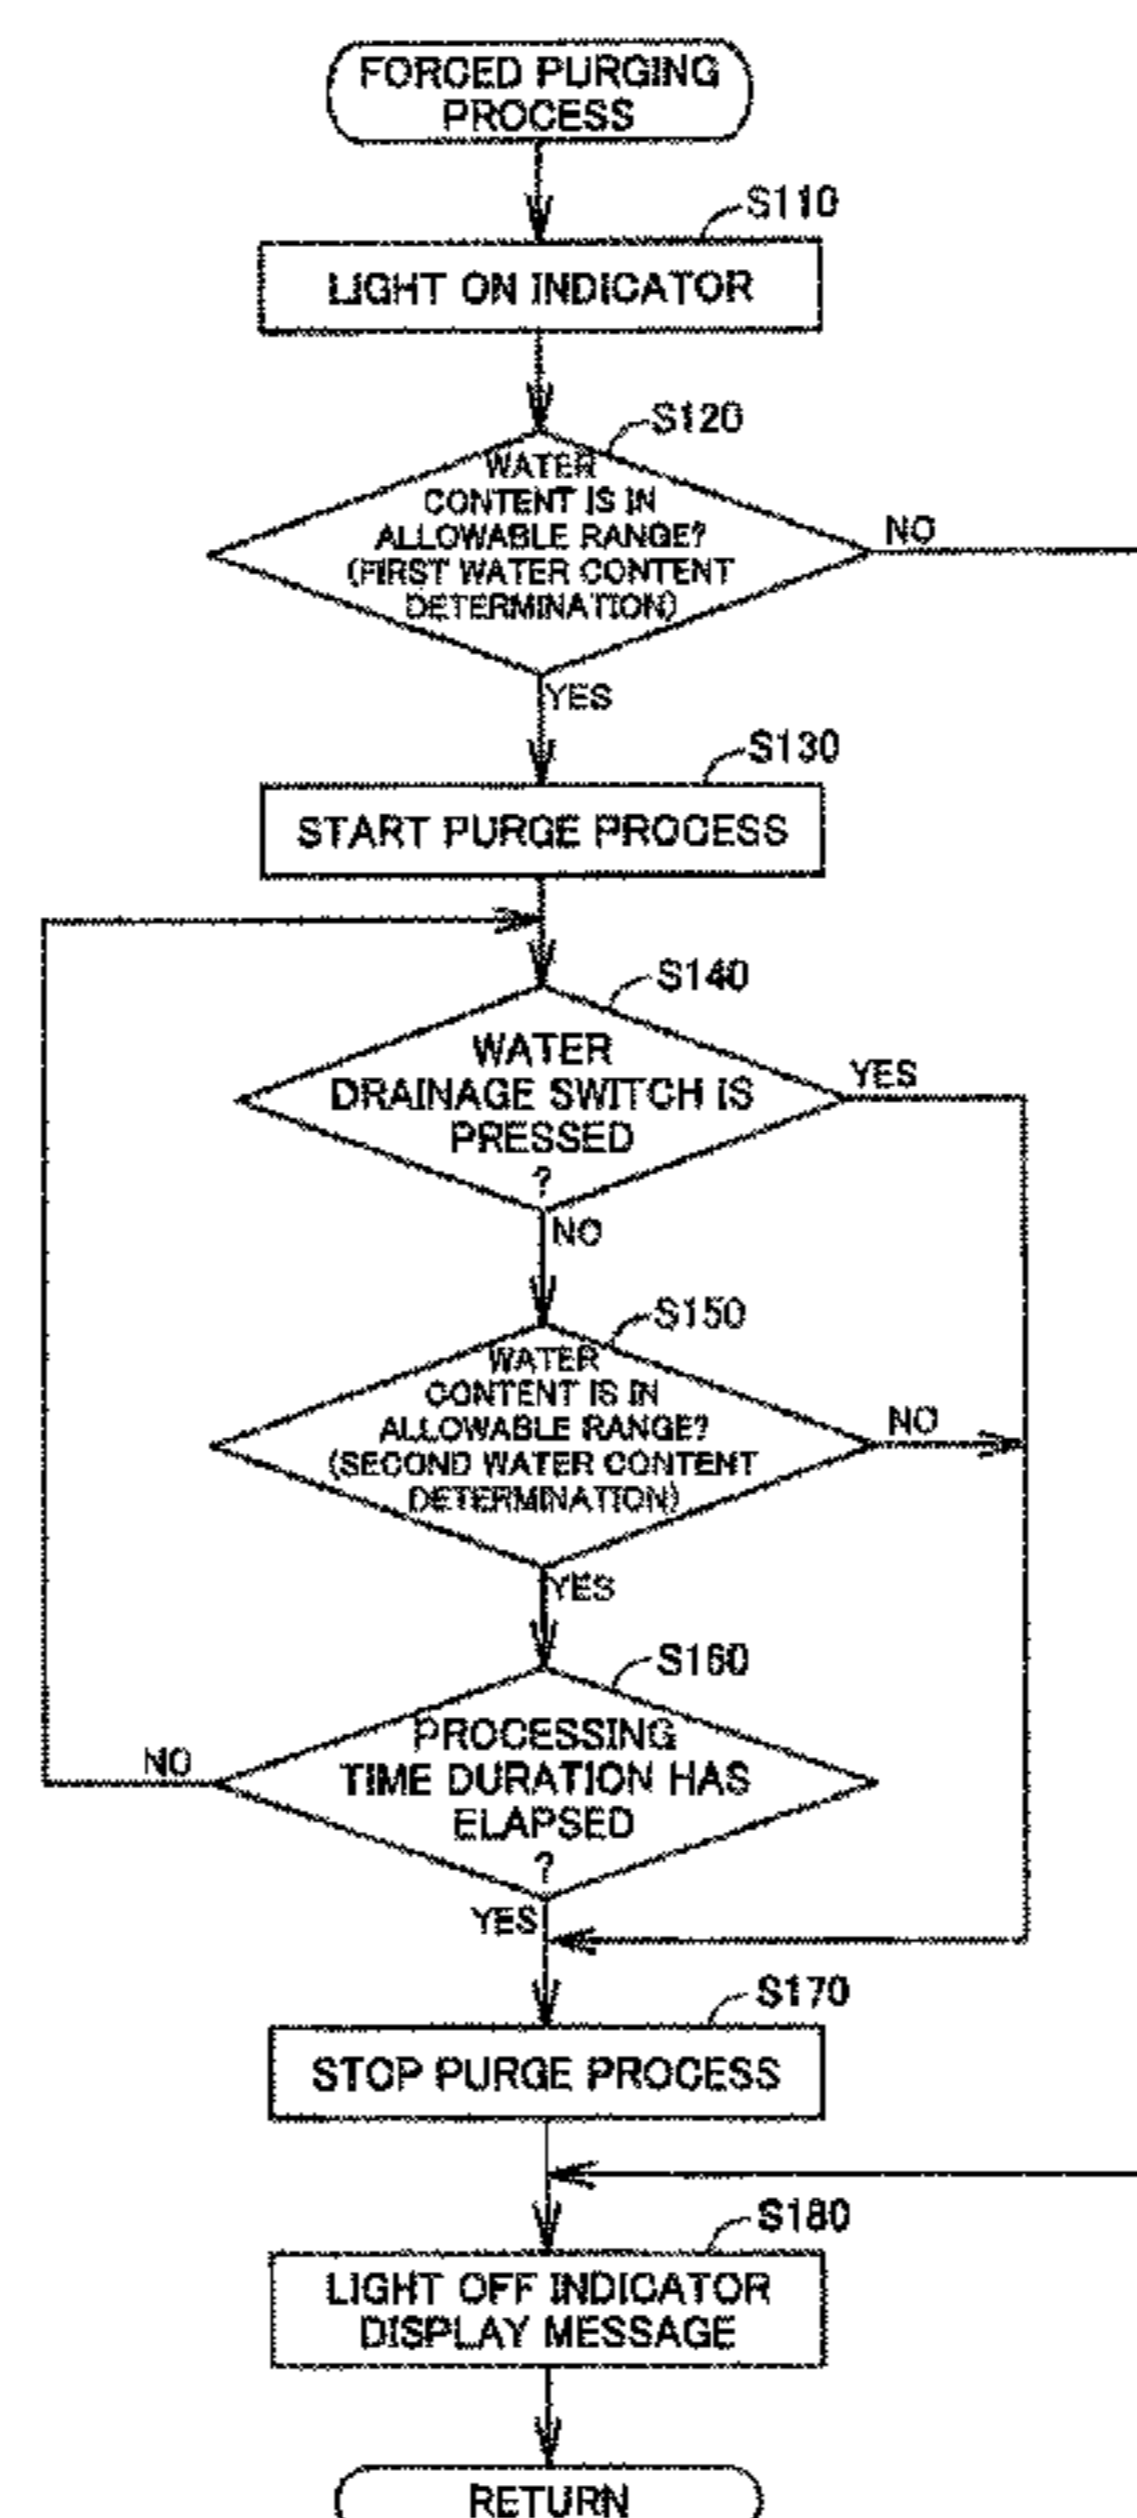 FORCED PURGING
PROCESS
S110
LIGHT ON INDICATOR
S120
WATER
CONTENT IS IN
ALLOWABLE RANGE?
(FIRST WATER CONTENT
DETERMINATION)
NO
YES
S130
START PURGE PROCESS
S140
WATER
DRAINAGE SWITCH IS
PRESSED
?
YES
NO
S150
WATER
CONTENT IS IN
ALLOWABLE RANGE?
(SECOND WATER CONTENT
DETERMINATION)
NO
YES
S160
PROCESSING
TIME DURATION HAS
ELAPSED
?
NO
YES
S170
STOP PURGE PROCESS
S180
LIGHT OFF INDICATOR
DISPLAY MESSAGE
RETURN